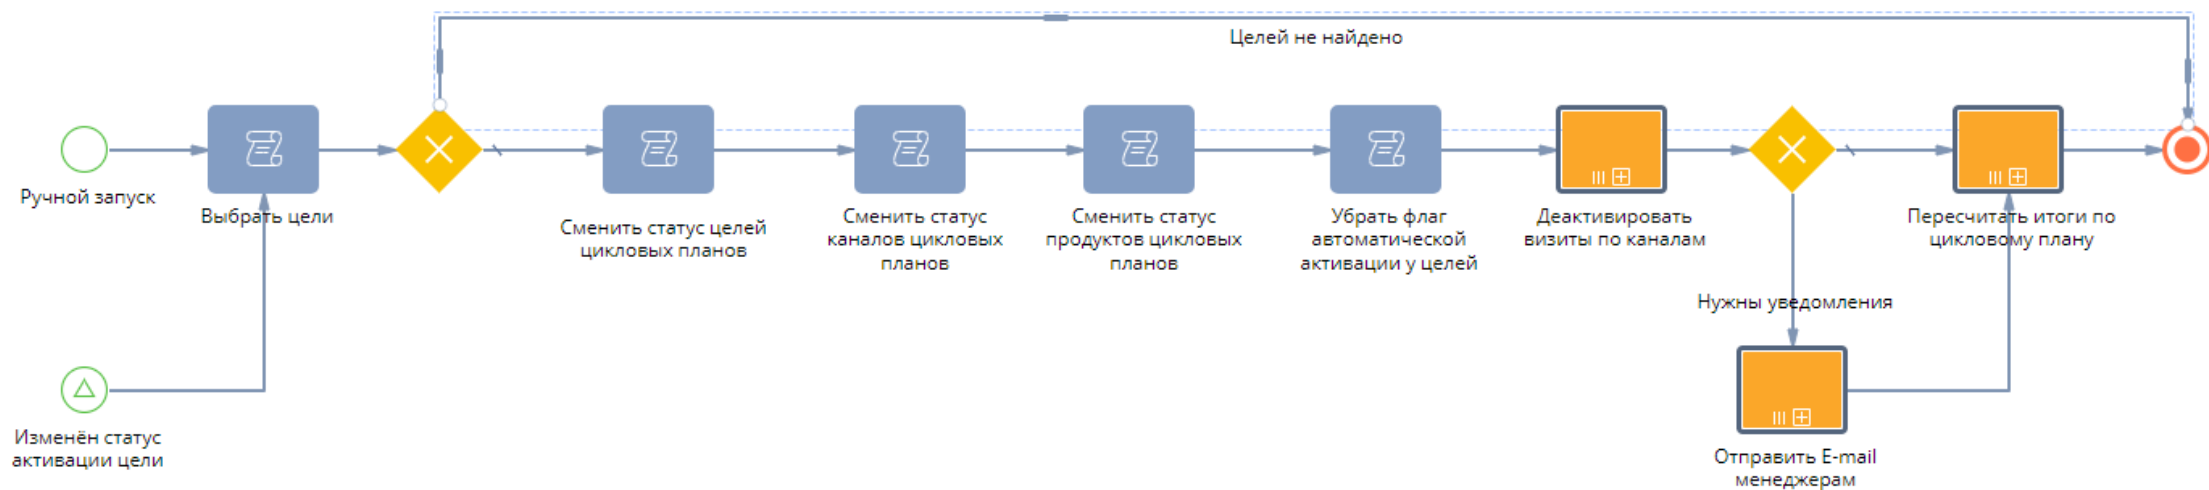 Целей не найдено
Ручной запуск
Выбрать цели
Сменить статус целей
цикловых планов
Сменить статус
каналов цикловых
планов
Сменить статус
продуктов цикловых
планов
Убрать флаг
автоматической
активации у целей
Деактивировать
визиты по каналам
Пересчитать итоги по
цикловому плану
Нужны уведомления
Изменён статус
активации цели
Отправить E-mail
менеджерам